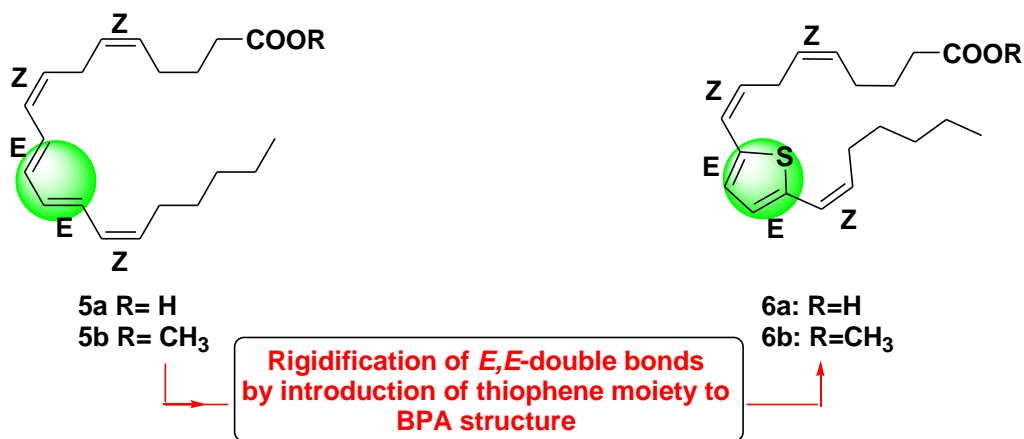 Z
COOR
Z
E
E
Z
5a R= H
5b R= CH3
Z
COOR
Z
S
E
E
Z
6a: R=H
6b: R=CH3
Rigidification of E,E-double bonds
by introduction of thiophene moiety to
BPA structure